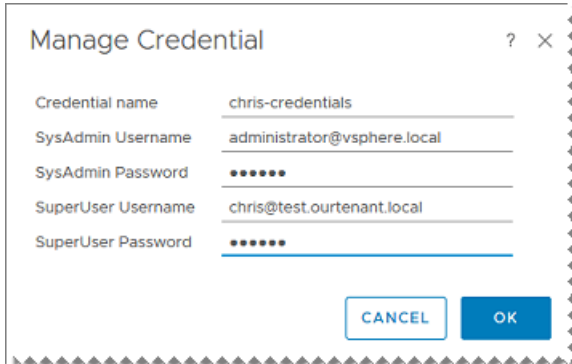 Manage Credential ? ×
Credential name chris-credentials
SysAdmin Username administrator@vsphere.local
SysAdmin Password ••••••
SuperUser Username chris@test.ourtenant.local
SuperUser Password ••••••
CANCEL OK